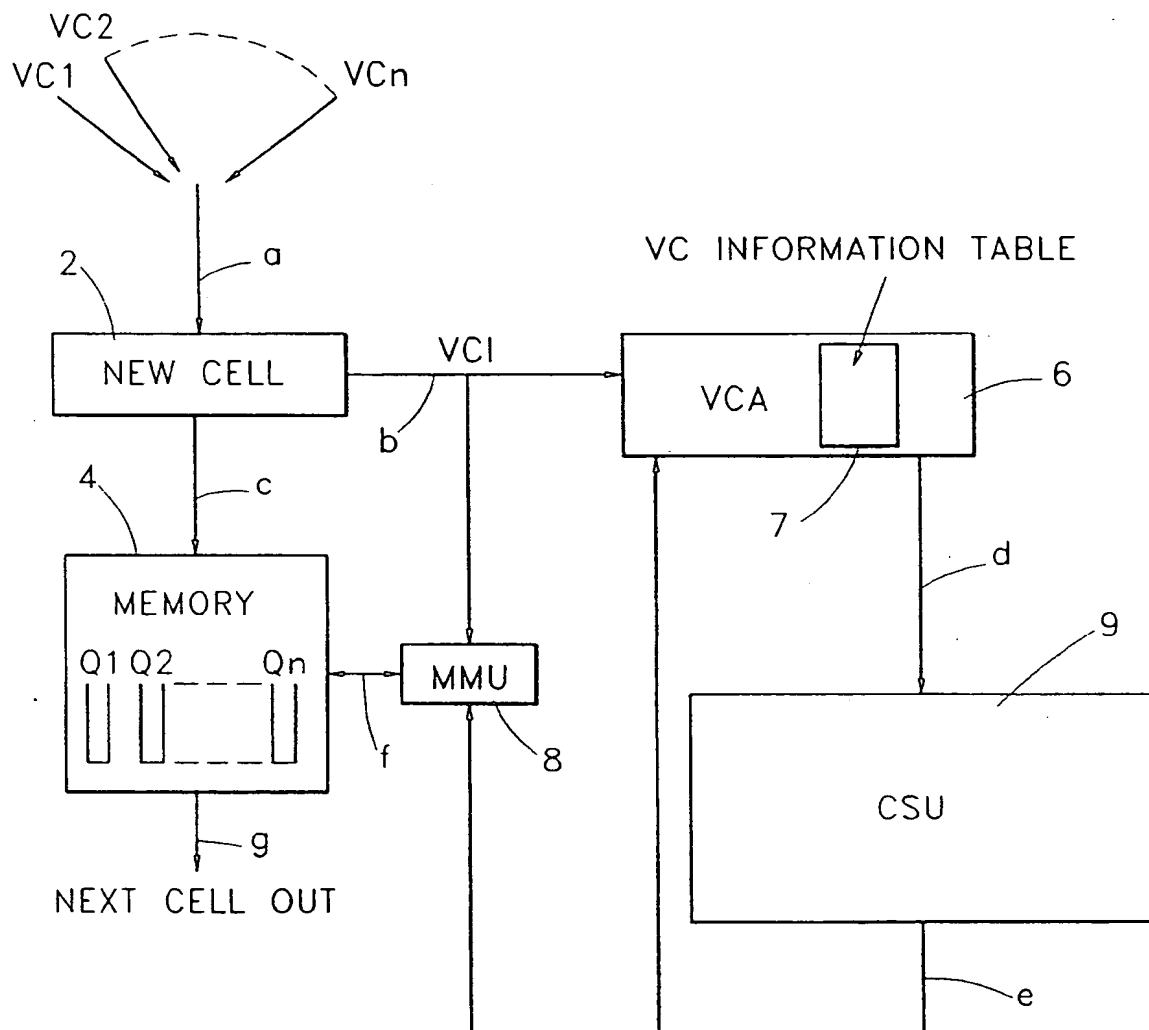 VC2
VC1
VCn
a
VC INFORMATION TABLE
2
NEW CELL
VCI
b
VCA
6
7
c
4
d
MEMORY
Q1 Q2 Qn
MMU
f
8
9
CSU
g
NEXT CELL OUT
e